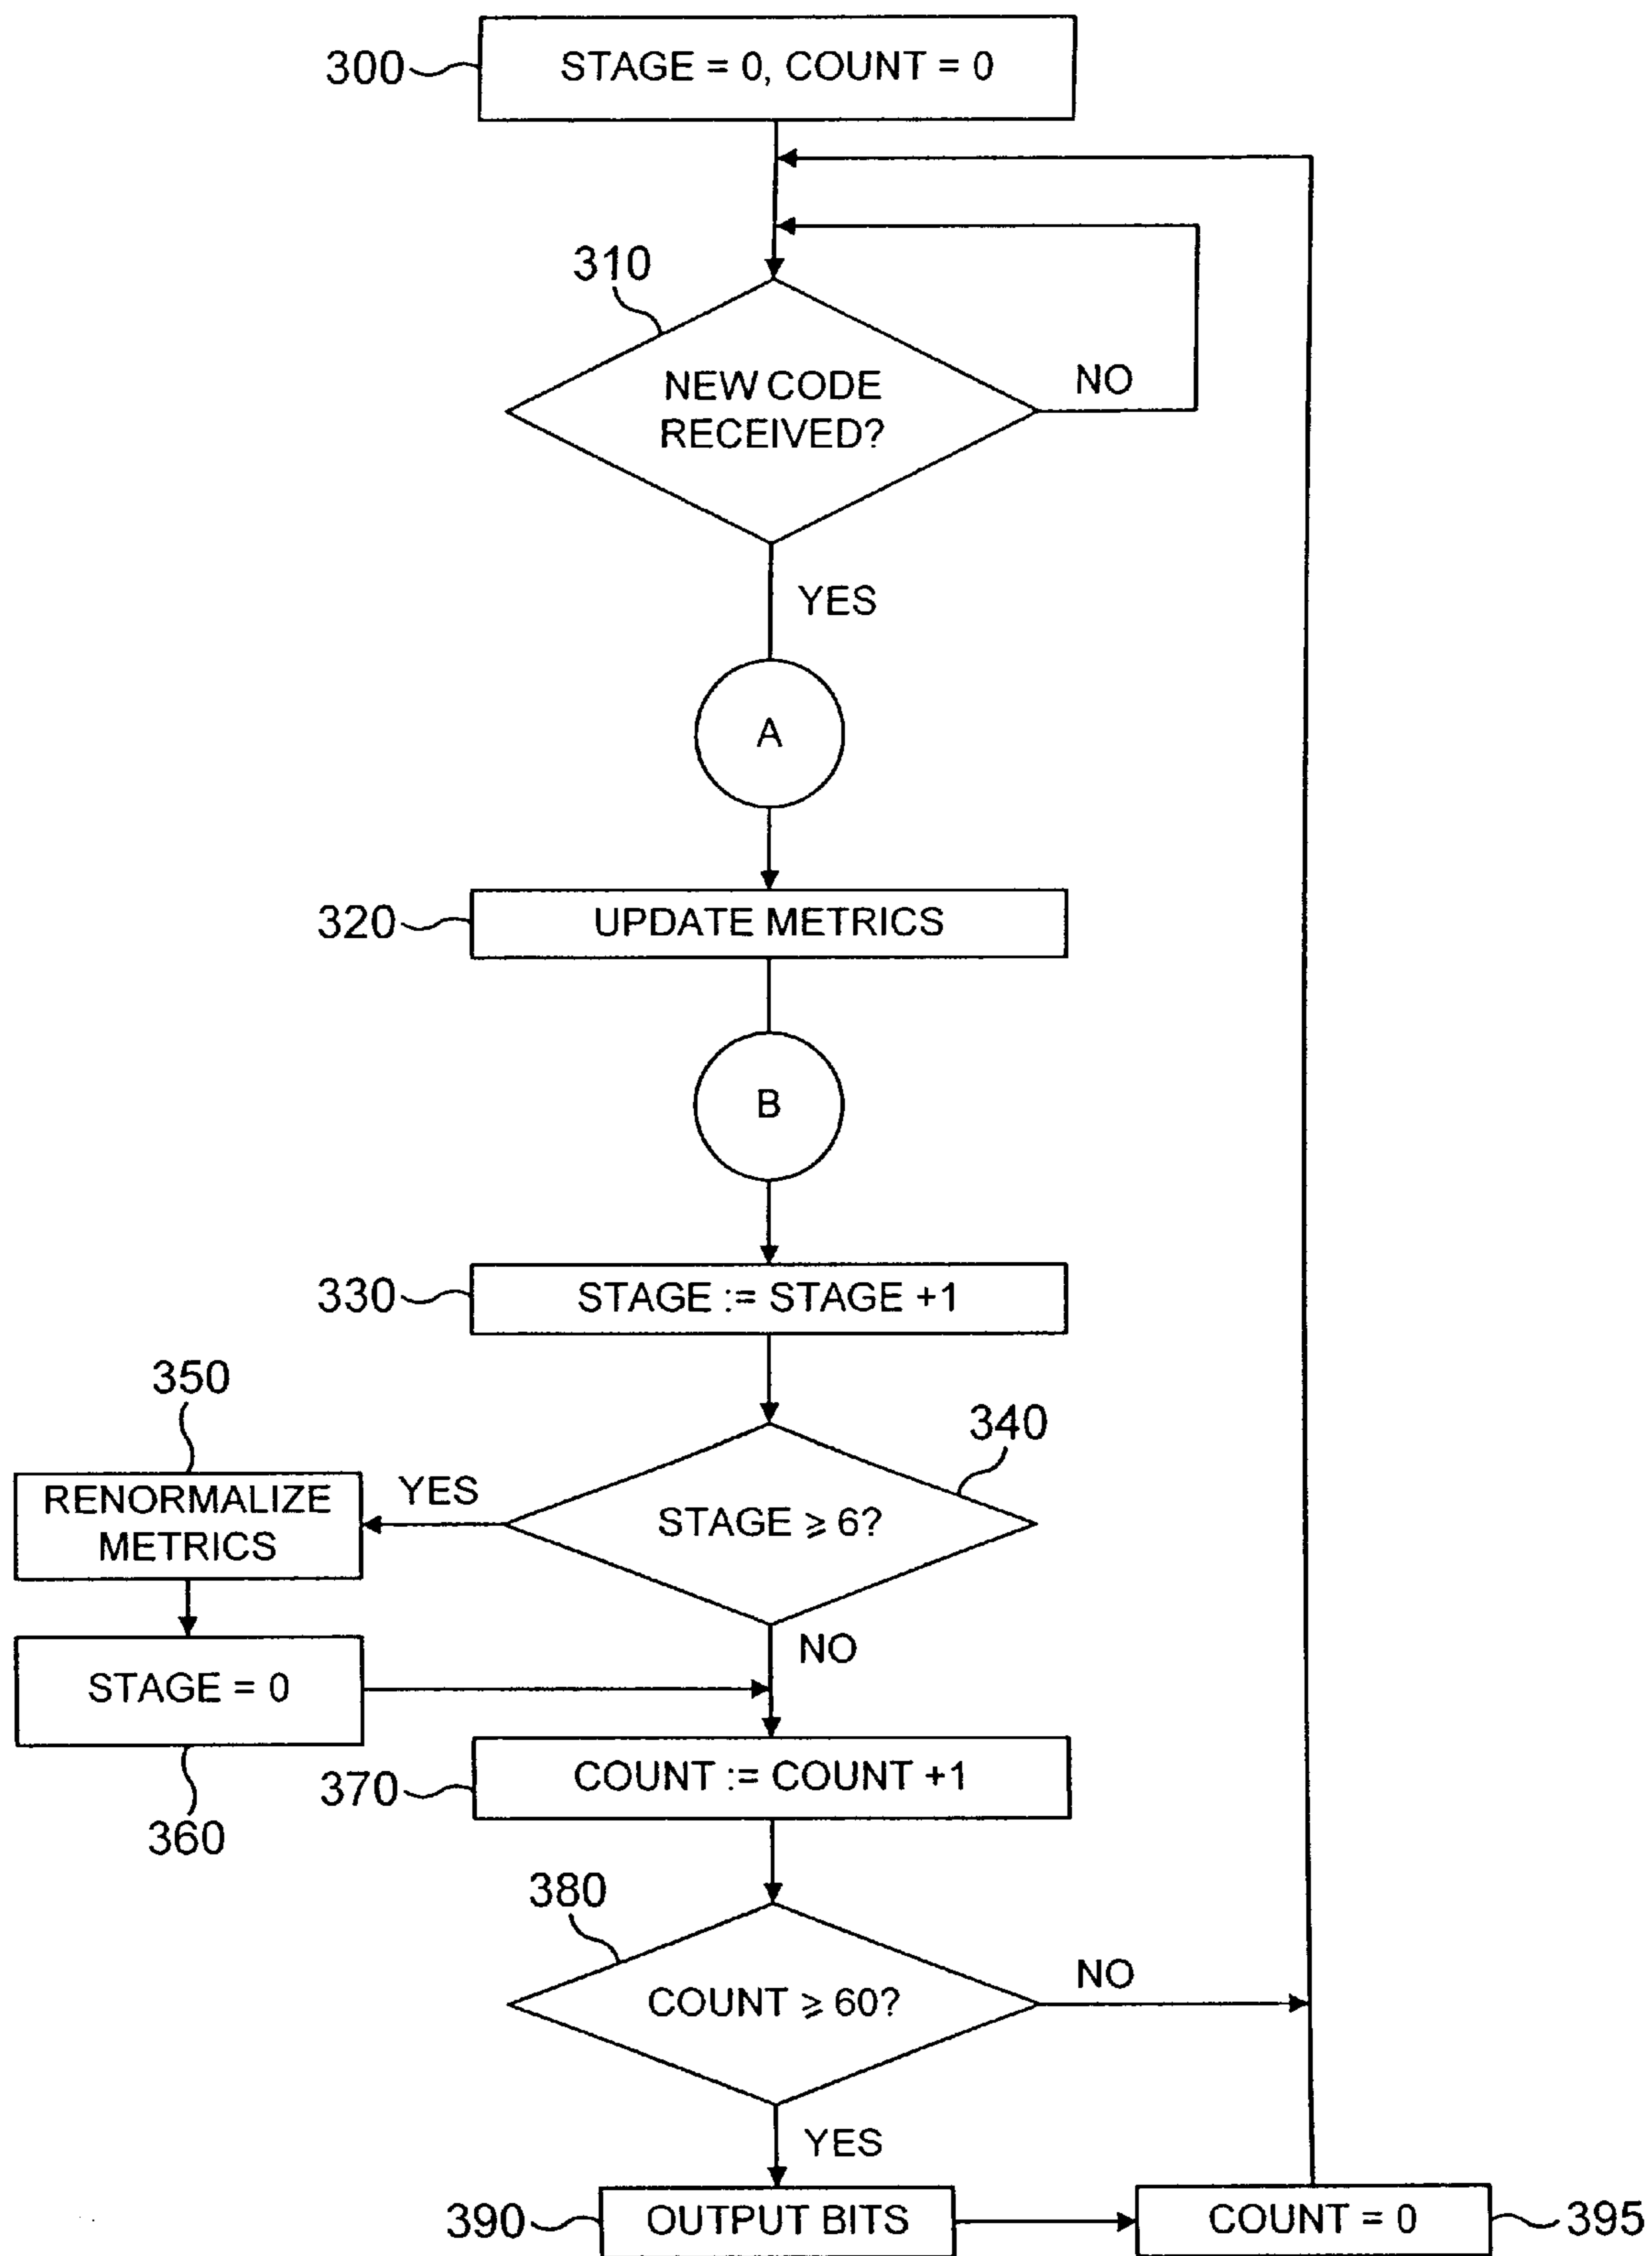 300
STAGE = 0, COUNT = 0
310
NEW CODE
RECEIVED?
NO
YES
A
320
UPDATE METRICS
B
330
STAGE := STAGE +1
350
340
RENORMALIZE
METRICS
YES
STAGE ⩾ 6?
NO
STAGE = 0
360
370
COUNT := COUNT +1
380
COUNT ⩾ 60?
NO
YES
390
OUTPUT BITS
COUNT = 0
395